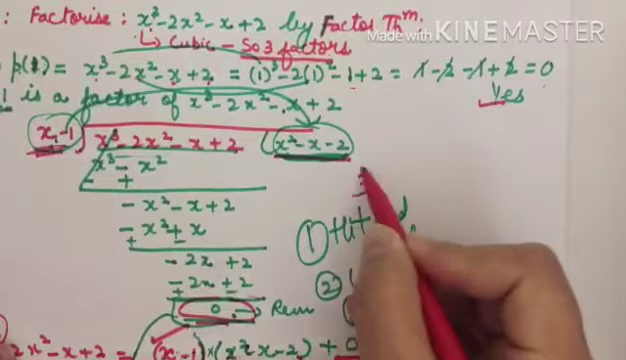 : Factorise: x³-2x²-x+2 by Factor Thᵐ.
Made with KINEMASTER
↳ Cubic - So 3 factors
p(1) = x³-2x²-x+2 = (1)³-2(1)²-1+2 = 1-2-1+2 = 0
Yes
1 is a factor of x³-2x²-x+2
x-1) x³-2x²-x+2 (x²-x-2
x³-x²
- +
-x²-x+2
-x²+x
+ -
-2x+2
-2x+2
+ -
0 → Rem
①
②
2x²-x+2 = (x-1)×(x²-x-2)+0